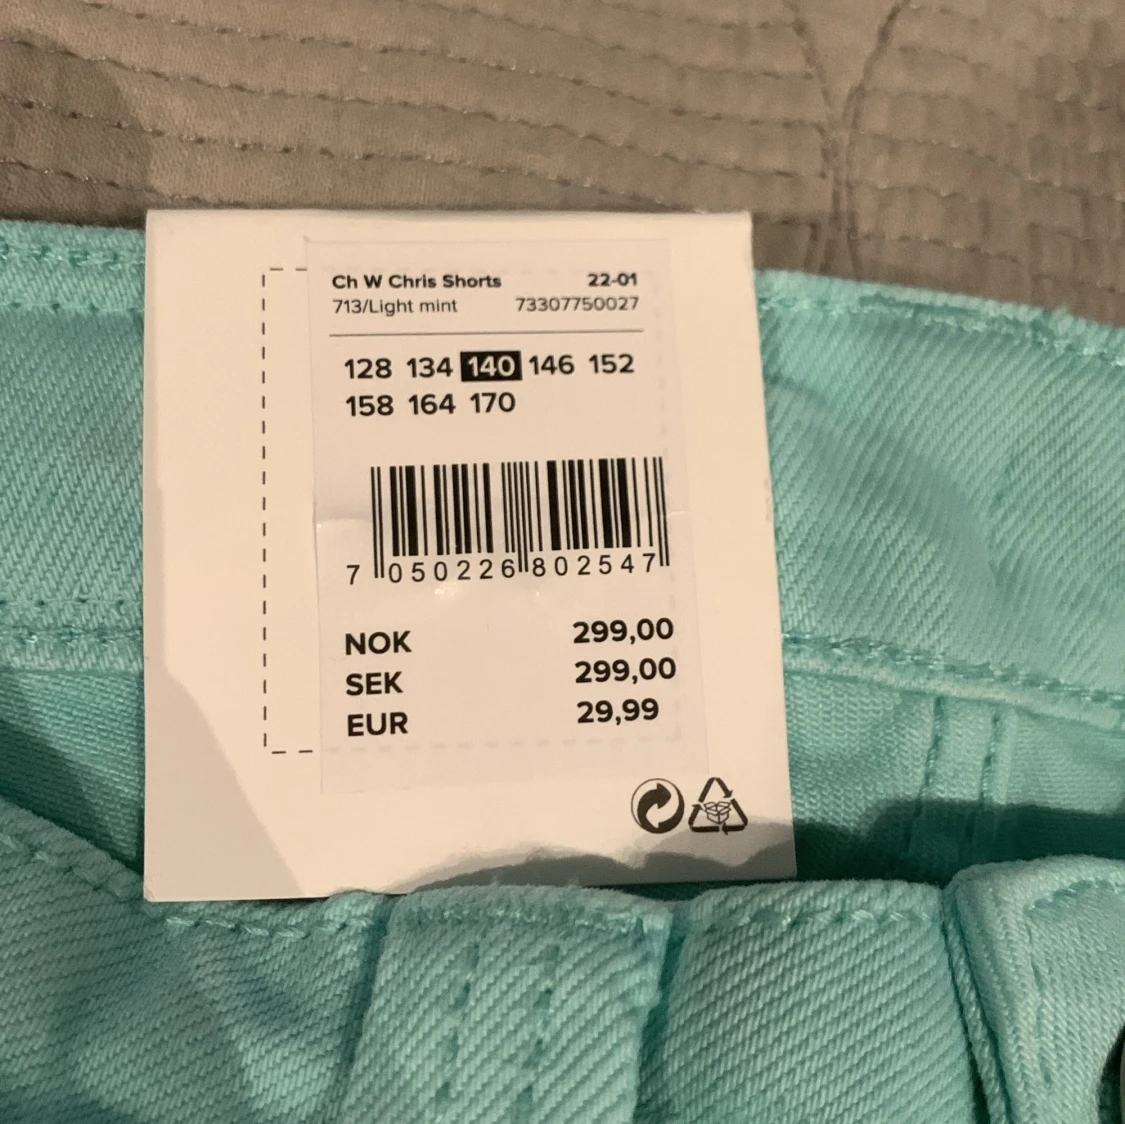 Ch W Chris Shorts 22-01
713/Light mint 73307750027
128 134 140 146 152
158 164 170
7 050226 802547
NOK 299,00
SEK 299,00
EUR 29,99